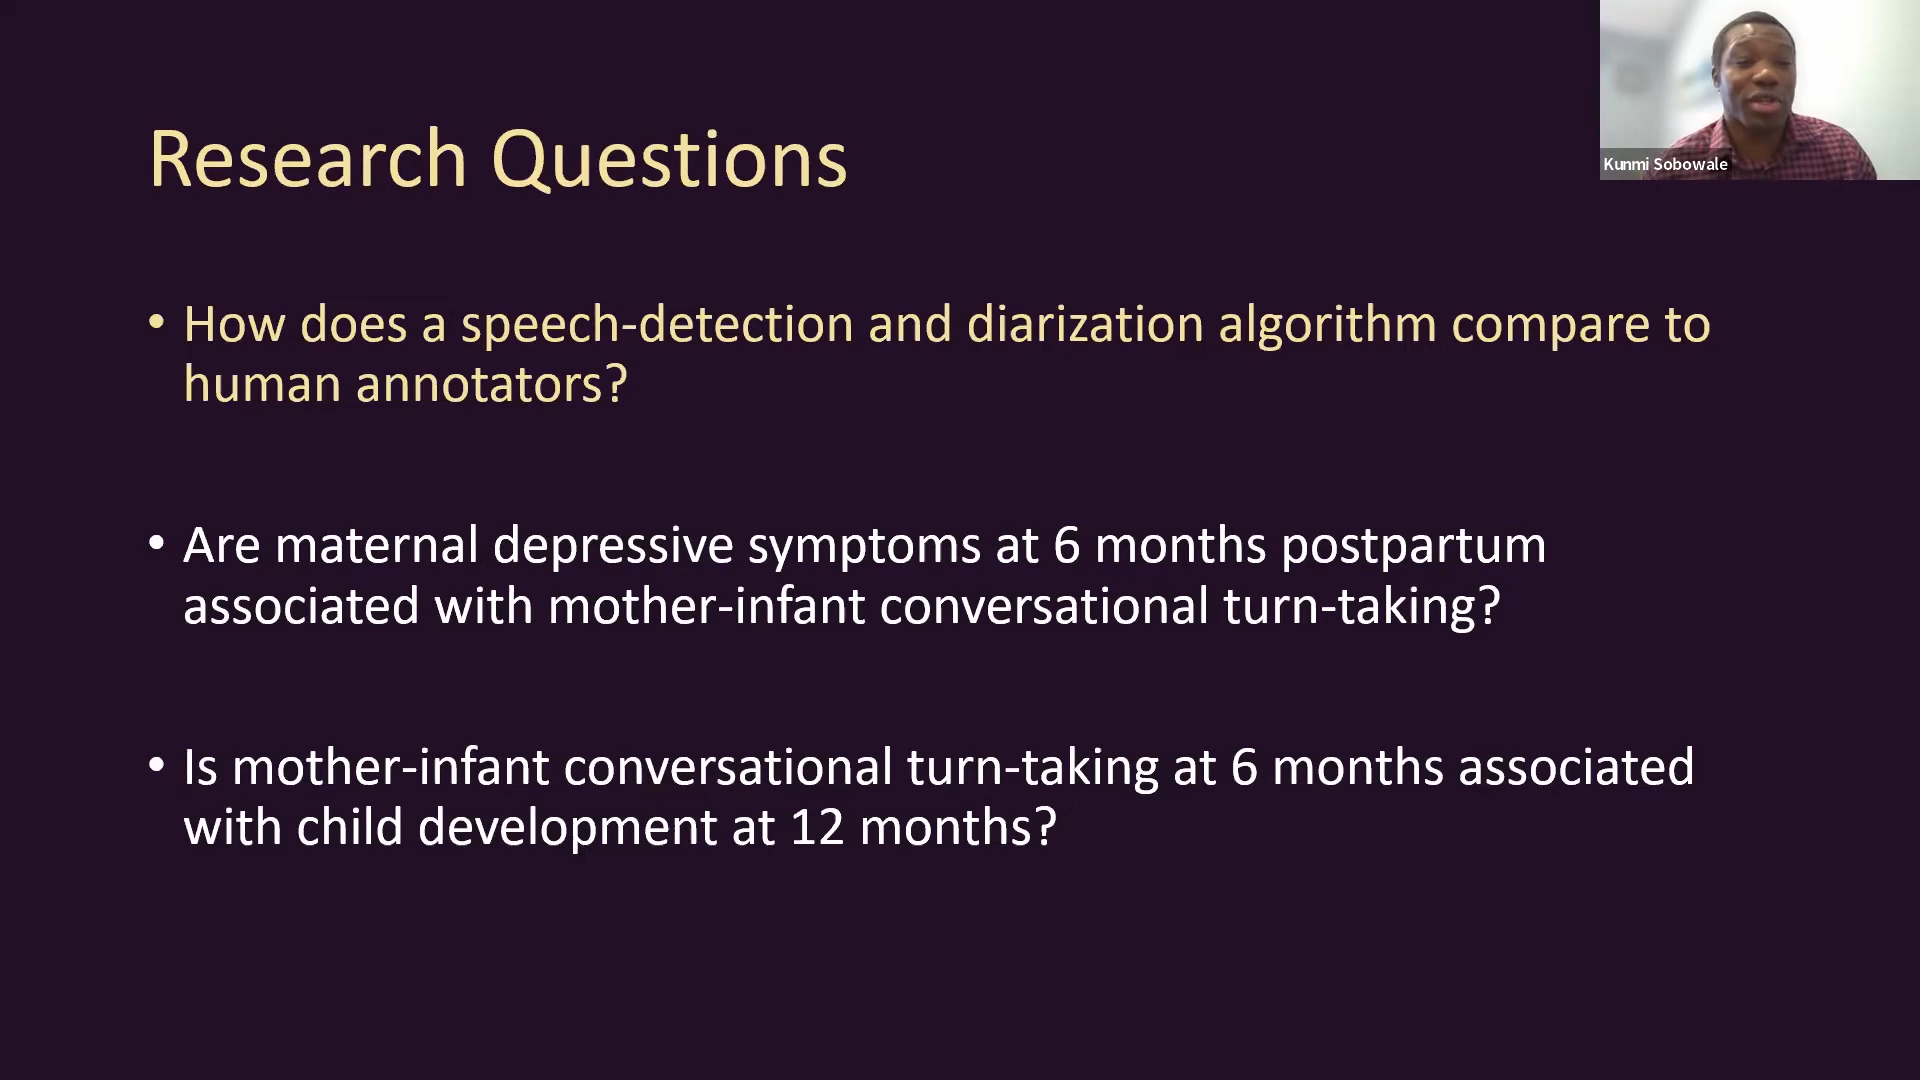 Research Questions
Kunmi Sobowale
• How does a speech-detection and diarization algorithm compare to
human annotators?
• Are maternal depressive symptoms at 6 months postpartum
associated with mother-infant conversational turn-taking?
• Is mother-infant conversational turn-taking at 6 months associated
with child development at 12 months?